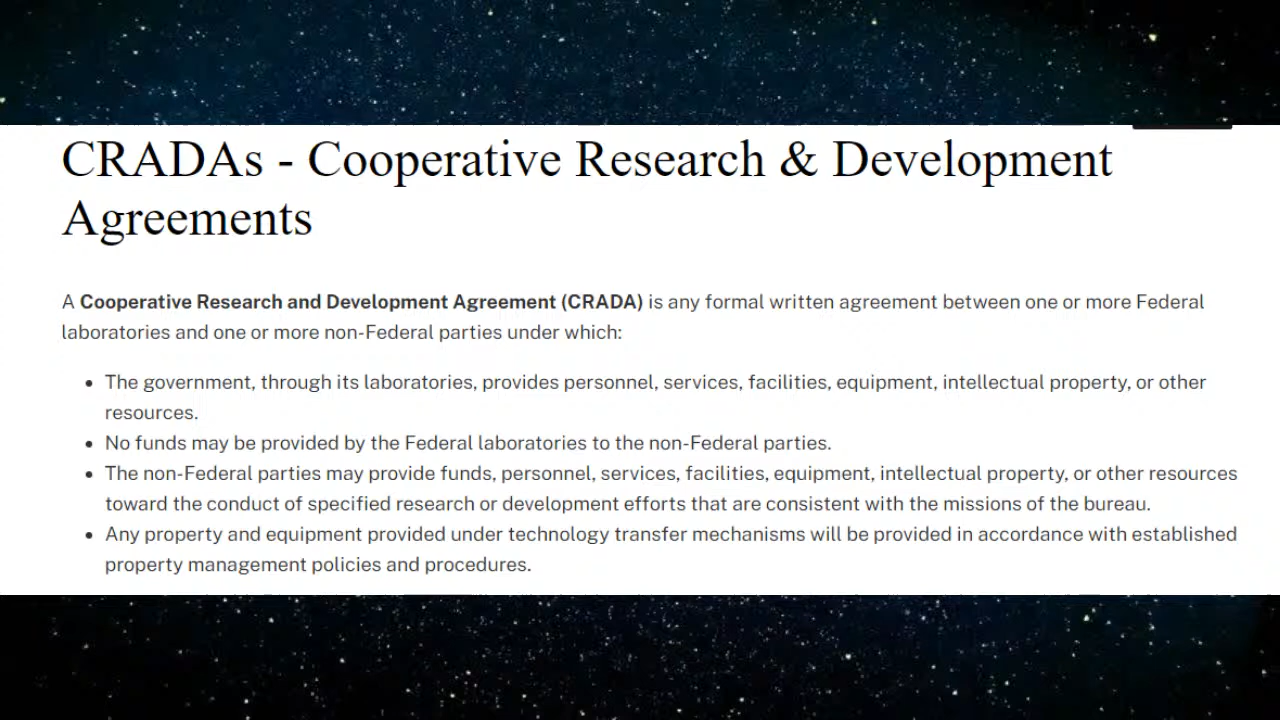 CRADAs - Cooperative Research & Development
Agreements
A Cooperative Research and Development Agreement (CRADA) is any formal written agreement between one or more Federal
laboratories and one or more non-Federal parties under which:
• The government, through its laboratories, provides personnel, services, facilities, equipment, intellectual property, or other
resources.
• No funds may be provided by the Federal laboratories to the non-Federal parties.
• The non-Federal parties may provide funds, personnel, services, facilities, equipment, intellectual property, or other resources
toward the conduct of specified research or development efforts that are consistent with the missions of the bureau.
• Any property and equipment provided under technology transfer mechanisms will be provided in accordance with established
property management policies and procedures.